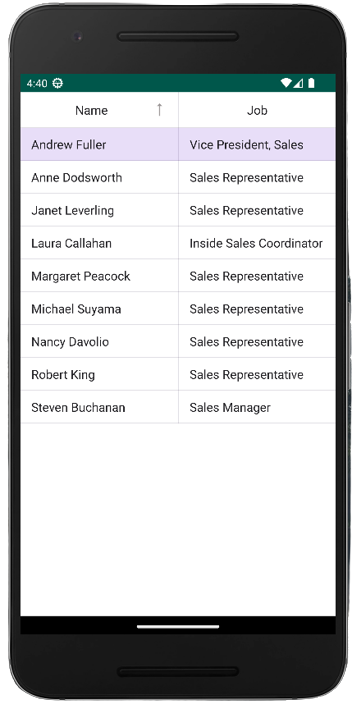 4:40
Name ↑ Job
Andrew Fuller Vice President, Sales
Anne Dodsworth Sales Representative
Janet Leverling Sales Representative
Laura Callahan Inside Sales Coordinator
Margaret Peacock Sales Representative
Michael Suyama Sales Representative
Nancy Davolio Sales Representative
Robert King Sales Representative
Steven Buchanan Sales Manager